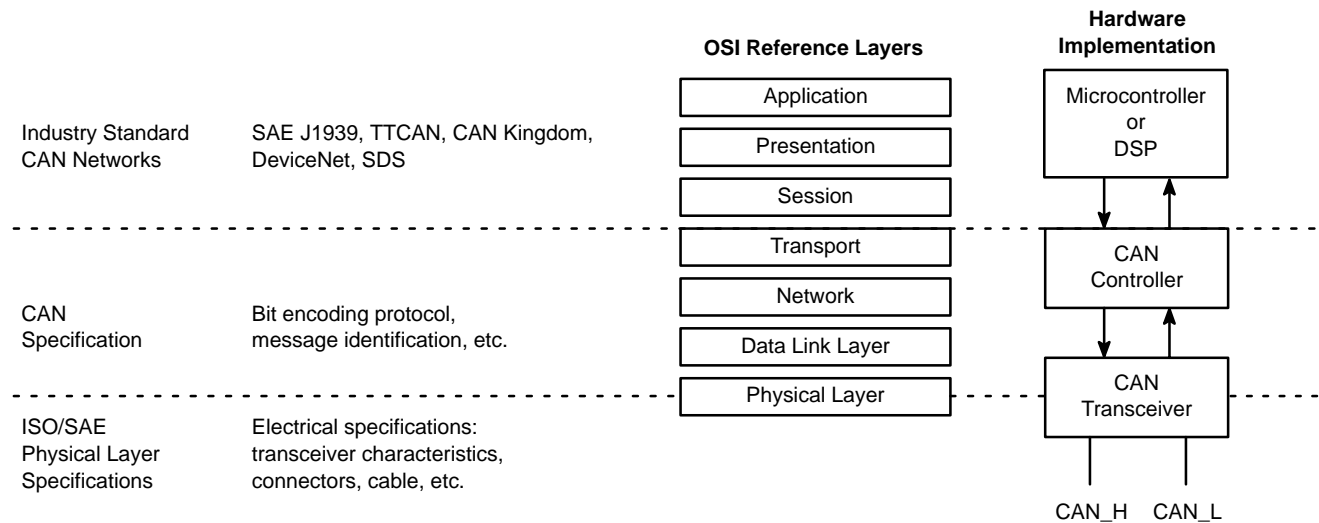 Hardware
Implementation
OSI Reference Layers
Application
Presentation
Session
Transport
Network
Data Link Layer
Physical Layer
Microcontroller
or
DSP
CAN
Controller
CAN
Transceiver
CAN_H CAN_L
Industry Standard
CAN Networks
SAE J1939, TTCAN, CAN Kingdom,
DeviceNet, SDS
CAN
Specification
Bit encoding protocol,
message identification, etc.
ISO/SAE
Physical Layer
Specifications
Electrical specifications:
transceiver characteristics,
connectors, cable, etc.